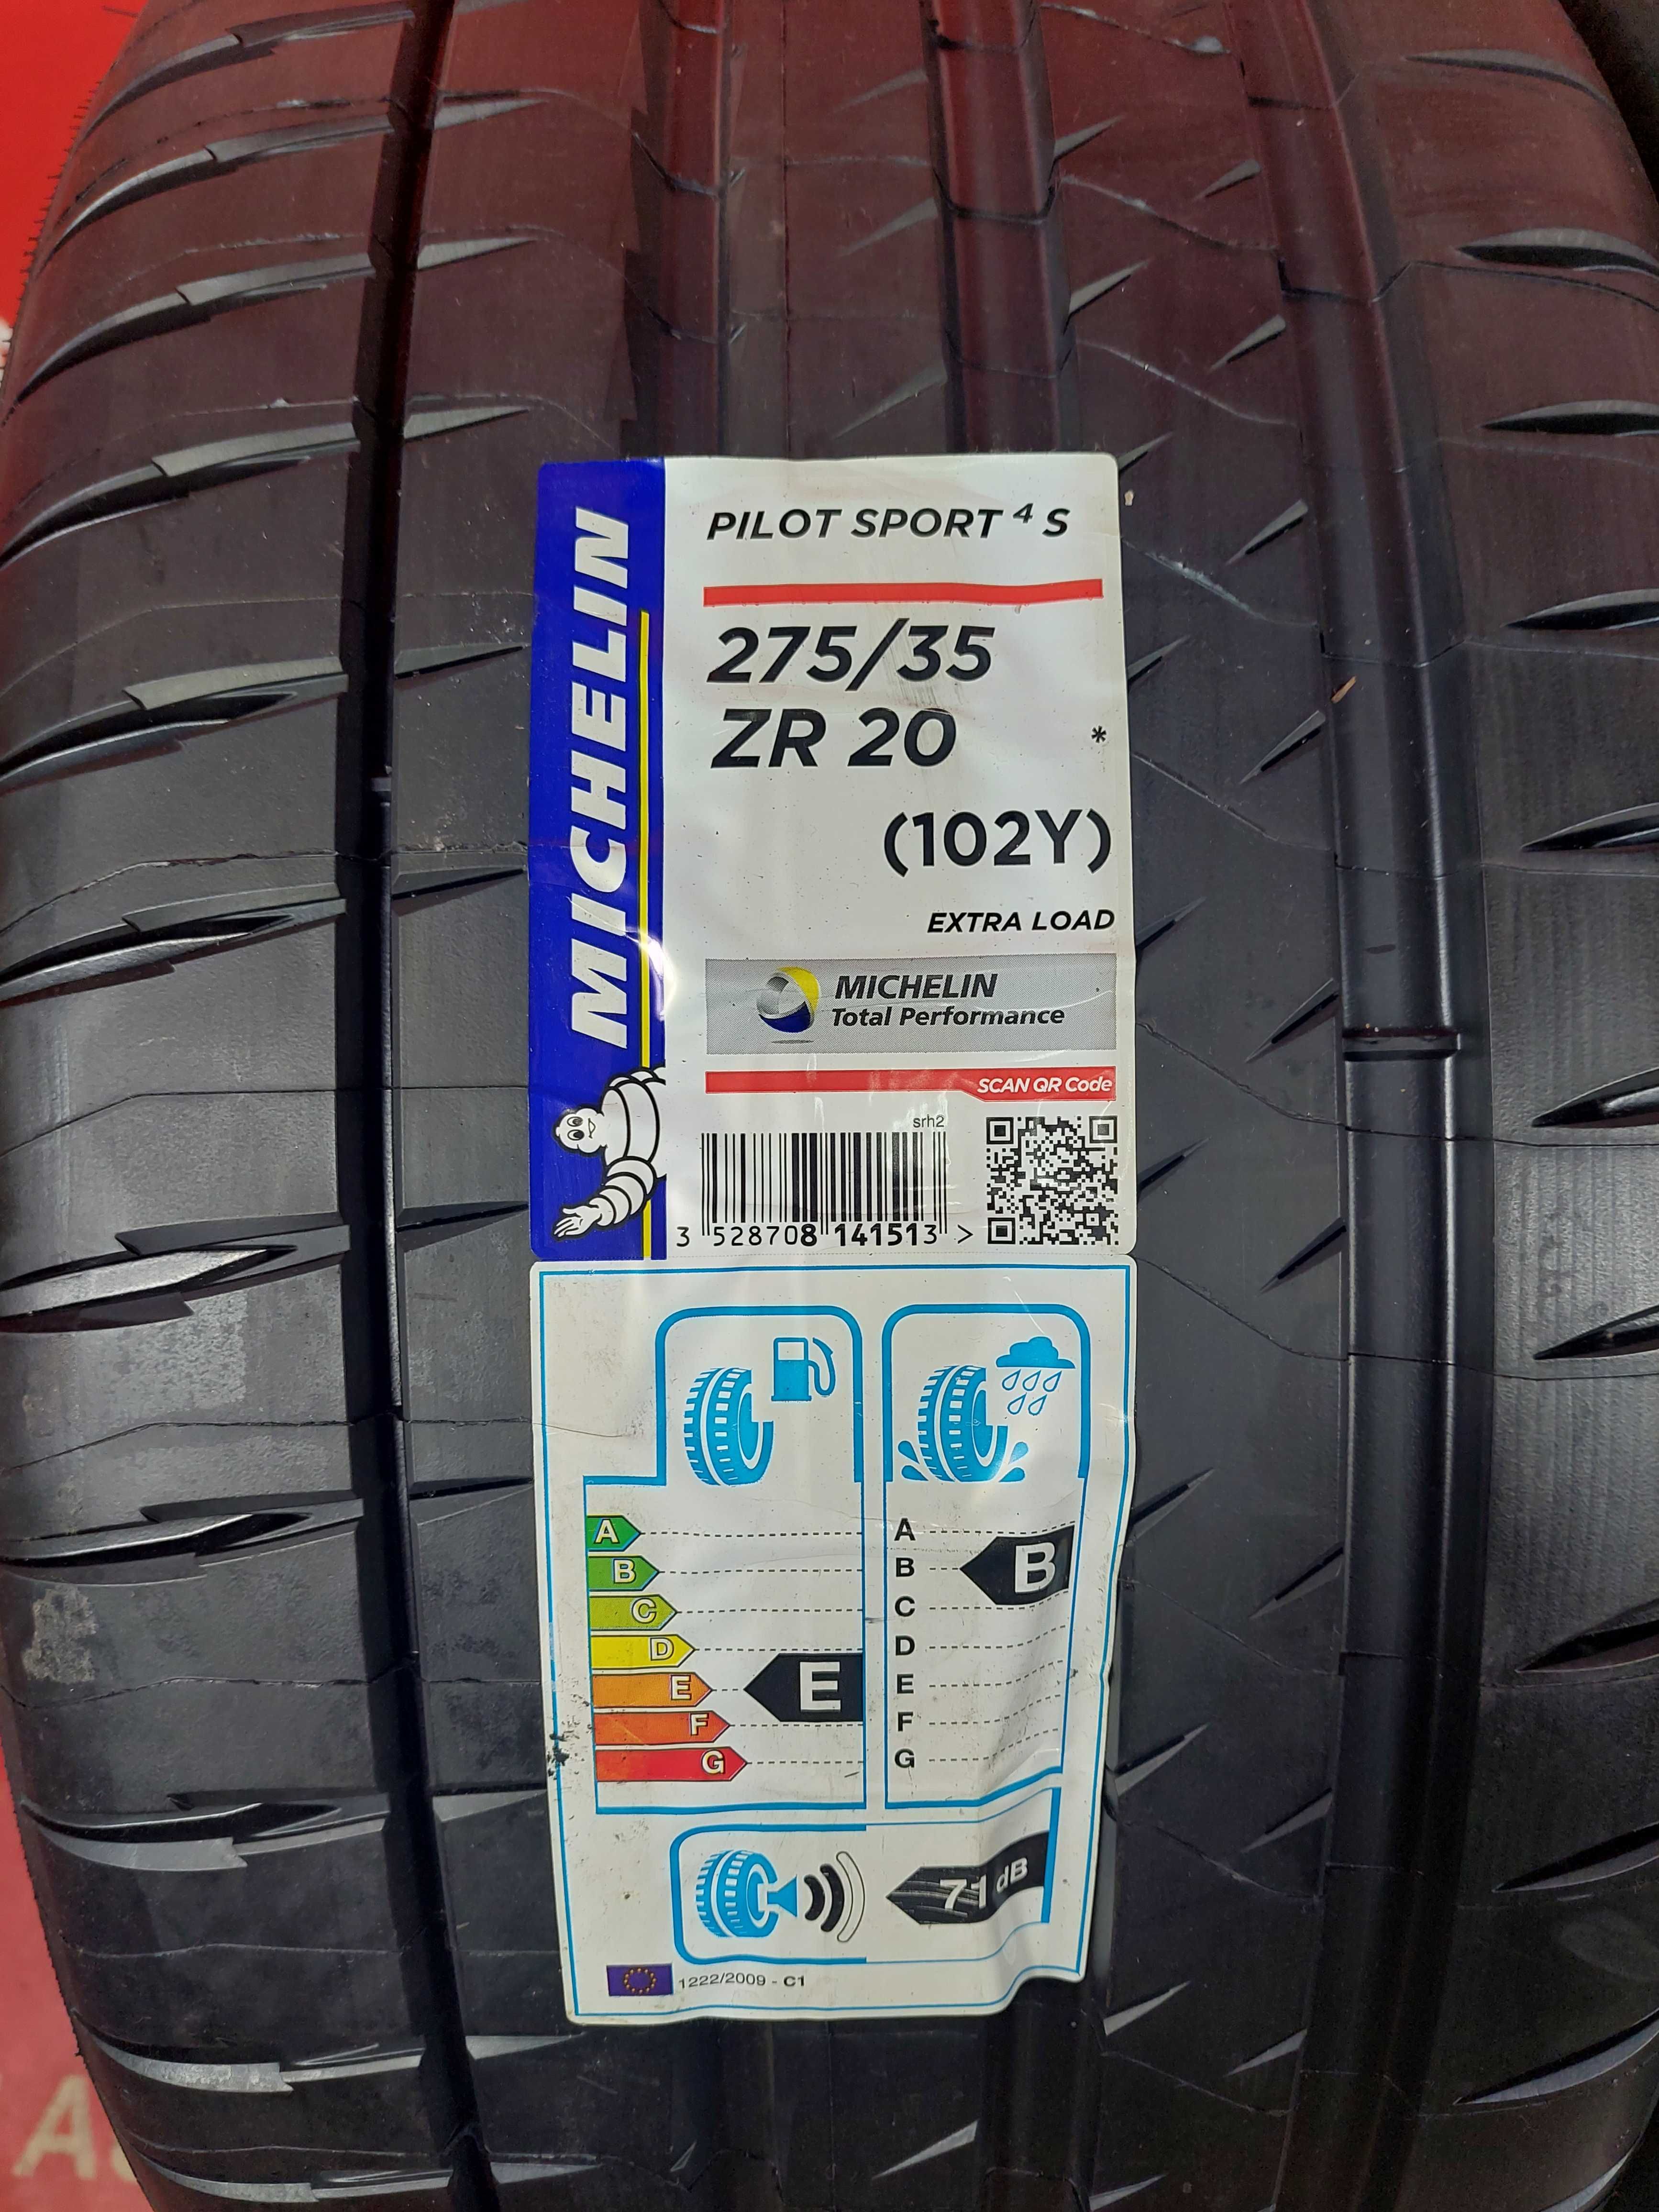 MICHELIN
PILOT SPORT 4 S
275/35
ZR 20 *
(102Y)
EXTRA LOAD
MICHELIN
Total Performance
SCAN QR Code
srh2
3 528708 141513 >
A
B
C
D
E
F
G
E
A
B
C
D
E
F
G
B
71 dB
1222/2009 - C1